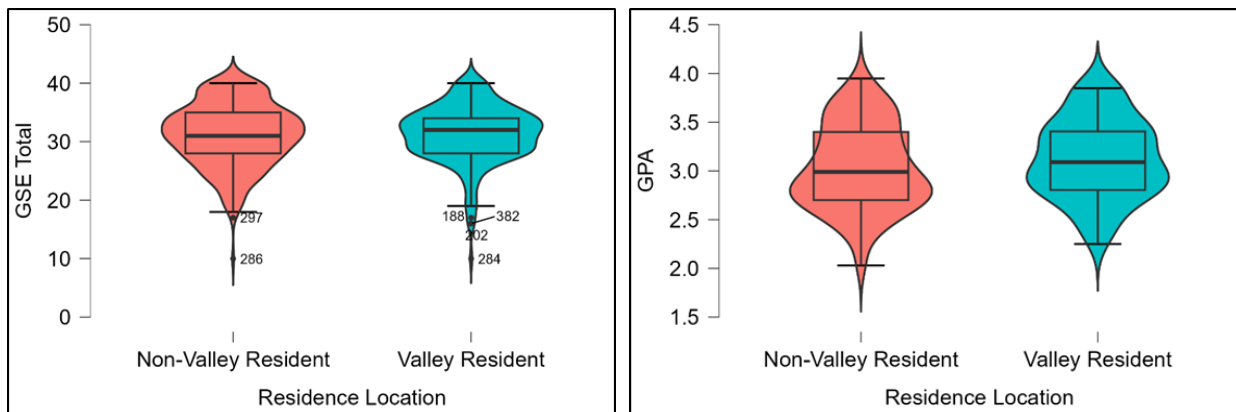 50
40
30
20
10
0
GSE Total
297
286
188
382
202
284
Non-Valley Resident
Valley Resident
Residence Location
4.5
4.0
3.5
3.0
2.5
2.0
1.5
GPA
Non-Valley Resident
Valley Resident
Residence Location